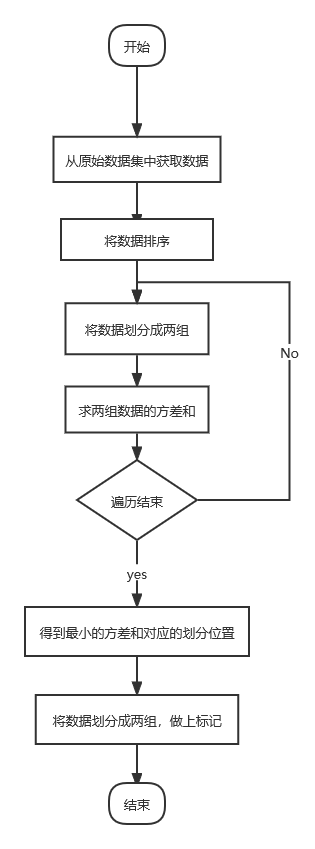 开始
从原始数据集中获取数据
将数据排序
将数据划分成两组
No
求两组数据的方差和
遍历结束
yes
得到最小的方差和对应的划分位置
将数据划分成两组，做上标记
结束